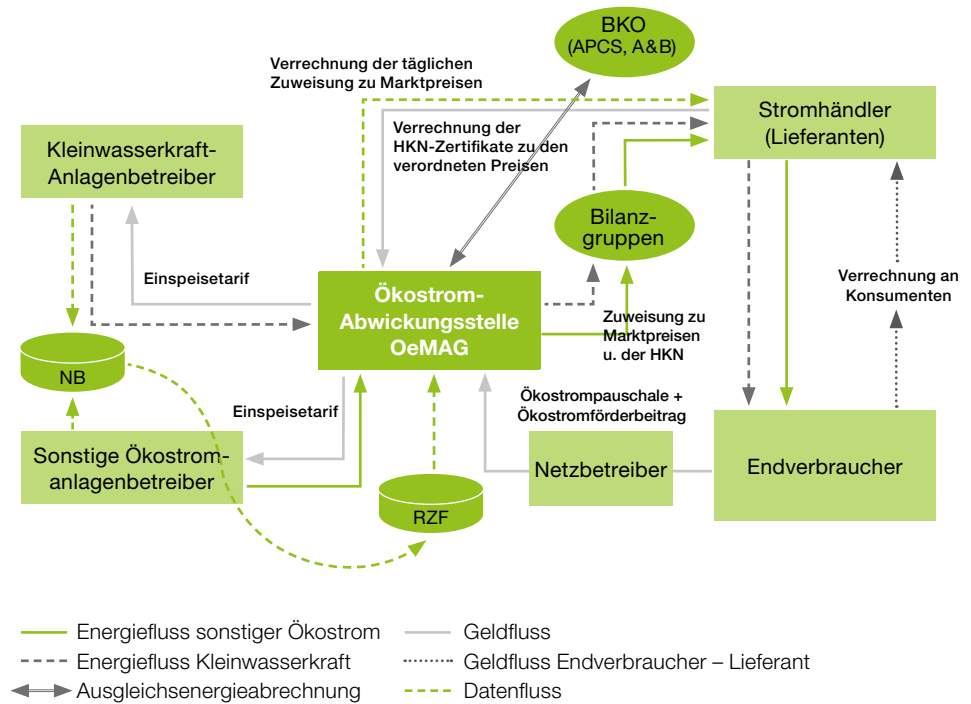 BKO
(APCS, A&B)
Verrechnung der täglichen
Zuweisung zu Marktpreisen
Stromhändler
(Lieferanten)
Verrechnung der
HKN-Zertifikate zu den
verordneten Preisen
Kleinwasserkraft-
Anlagenbetreiber
Bilanz-
gruppen
Einspeisetarif
Verrechnung an
Konsumenten
Ökostrom-
Abwickungsstelle
OeMAG
Zuweisung zu
Marktpreisen
u. der HKN
NB
Einspeisetarif
Ökostrompauschale +
Ökostromförderbeitrag
Sonstige Ökostrom-
anlagenbetreiber
Netzbetreiber
Endverbraucher
RZF
Energiefluss sonstiger Ökostrom
Geldfluss
Energiefluss Kleinwasserkraft
Geldfluss Endverbraucher – Lieferant
Ausgleichsenergieabrechnung
Datenfluss